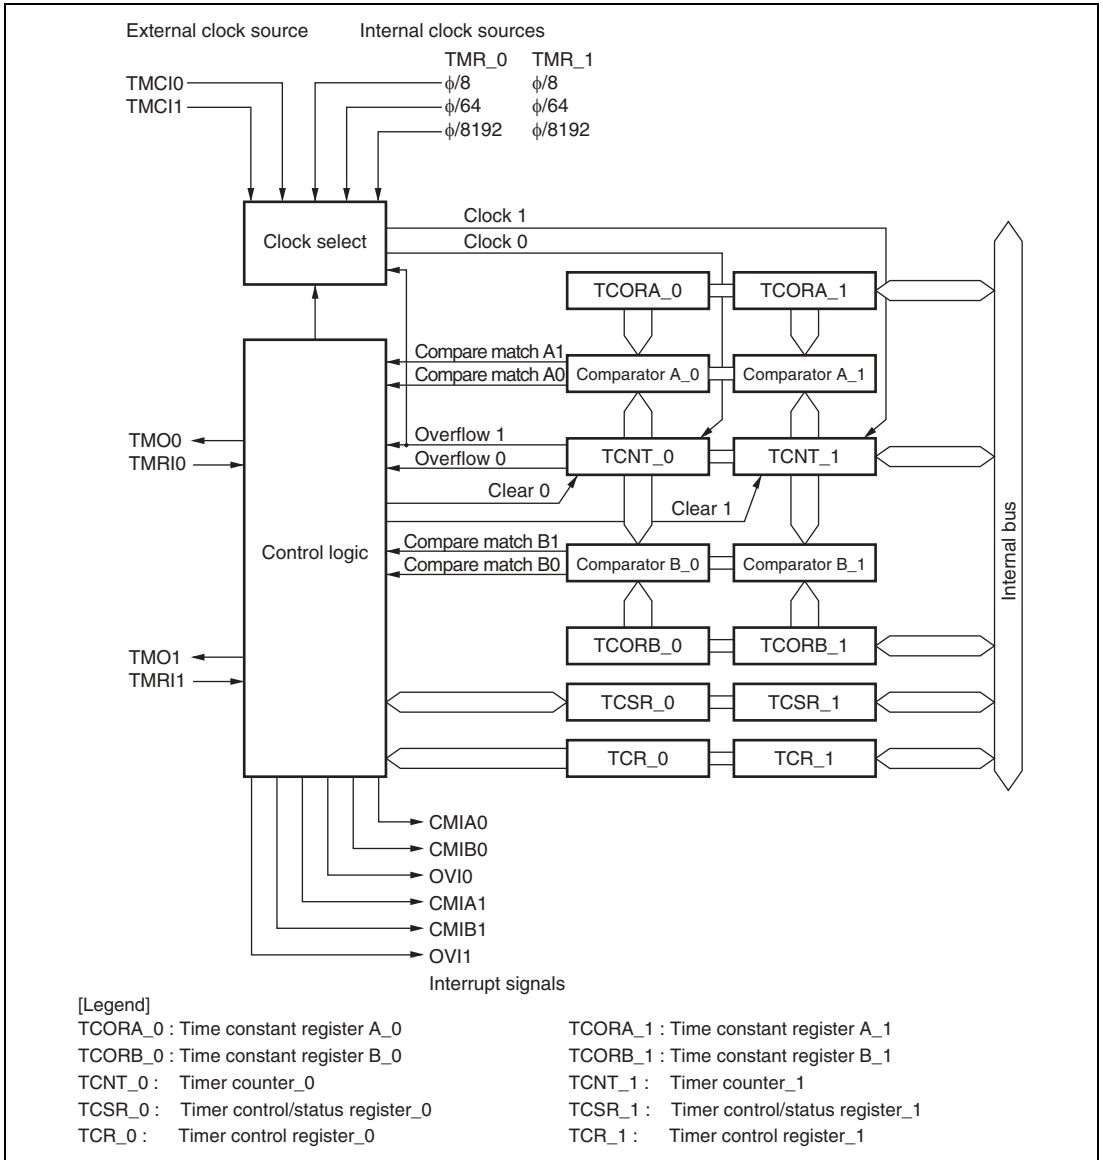 External clock source
Internal clock sources
TMR_0 TMR_1
TMCI0
ϕ/8 ϕ/8
TMCI1
ϕ/64 ϕ/64
ϕ/8192 ϕ/8192
Clock select
Clock 1
Clock 0
TCORA_0
TCORA_1
Compare match A1
Compare match A0
Comparator A_0
Comparator A_1
TMO0
TMRI0
Overflow 1
Overflow 0
TCNT_0
TCNT_1
Clear 0
Clear 1
Control logic
Compare match B1
Compare match B0
Comparator B_0
Comparator B_1
Internal bus
TMO1
TMRI1
TCORB_0
TCORB_1
TCSR_0
TCSR_1
TCR_0
TCR_1
CMIA0
CMIB0
OVI0
CMIA1
CMIB1
OVI1
Interrupt signals
[Legend]
TCORA_0 : Time constant register A_0
TCORB_0 : Time constant register B_0
TCNT_0 : Timer counter_0
TCSR_0 : Timer control/status register_0
TCR_0 : Timer control register_0
TCORA_1 : Time constant register A_1
TCORB_1 : Time constant register B_1
TCNT_1 : Timer counter_1
TCSR_1 : Timer control/status register_1
TCR_1 : Timer control register_1